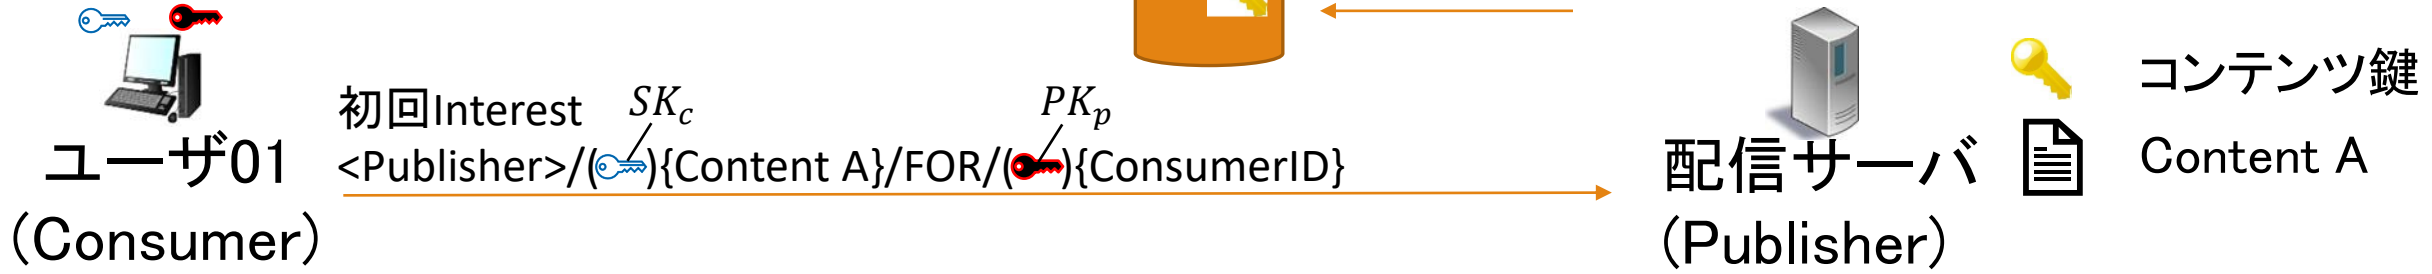 初回Interest
SK_c
PK_p
<Publisher>/(){Content A}/FOR/(){ConsumerID}
ユーザ01
(Consumer)
配信サーバ
(Publisher)
コンテンツ鍵
Content A